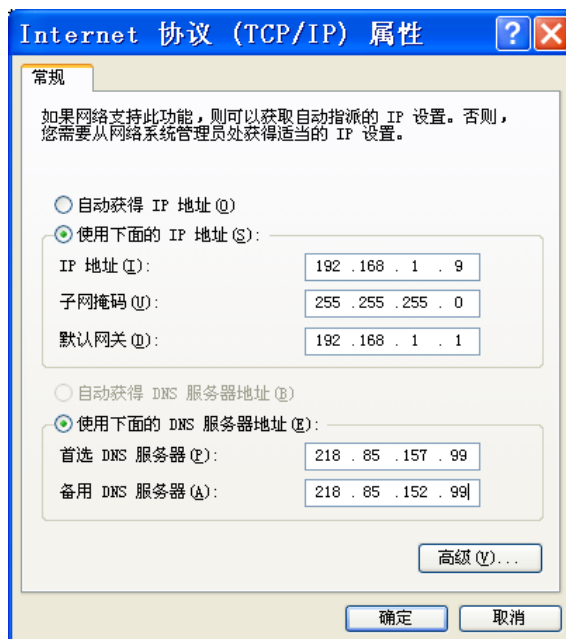 Internet 协议 (TCP/IP) 属性
常规
如果网络支持此功能，则可以获取自动指派的 IP 设置。否则，
您需要从网络系统管理员处获得适当的 IP 设置。
自动获得 IP 地址(O)
使用下面的 IP 地址(S):
IP 地址(I): 192 .168 . 1 . 9
子网掩码(U): 255 .255 .255 . 0
默认网关(D): 192 .168 . 1 . 1
自动获得 DNS 服务器地址(B)
使用下面的 DNS 服务器地址(E):
首选 DNS 服务器(P): 218 . 85 .157 . 99
备用 DNS 服务器(A): 218 . 85 .152 . 99
高级(V)...
确定 取消